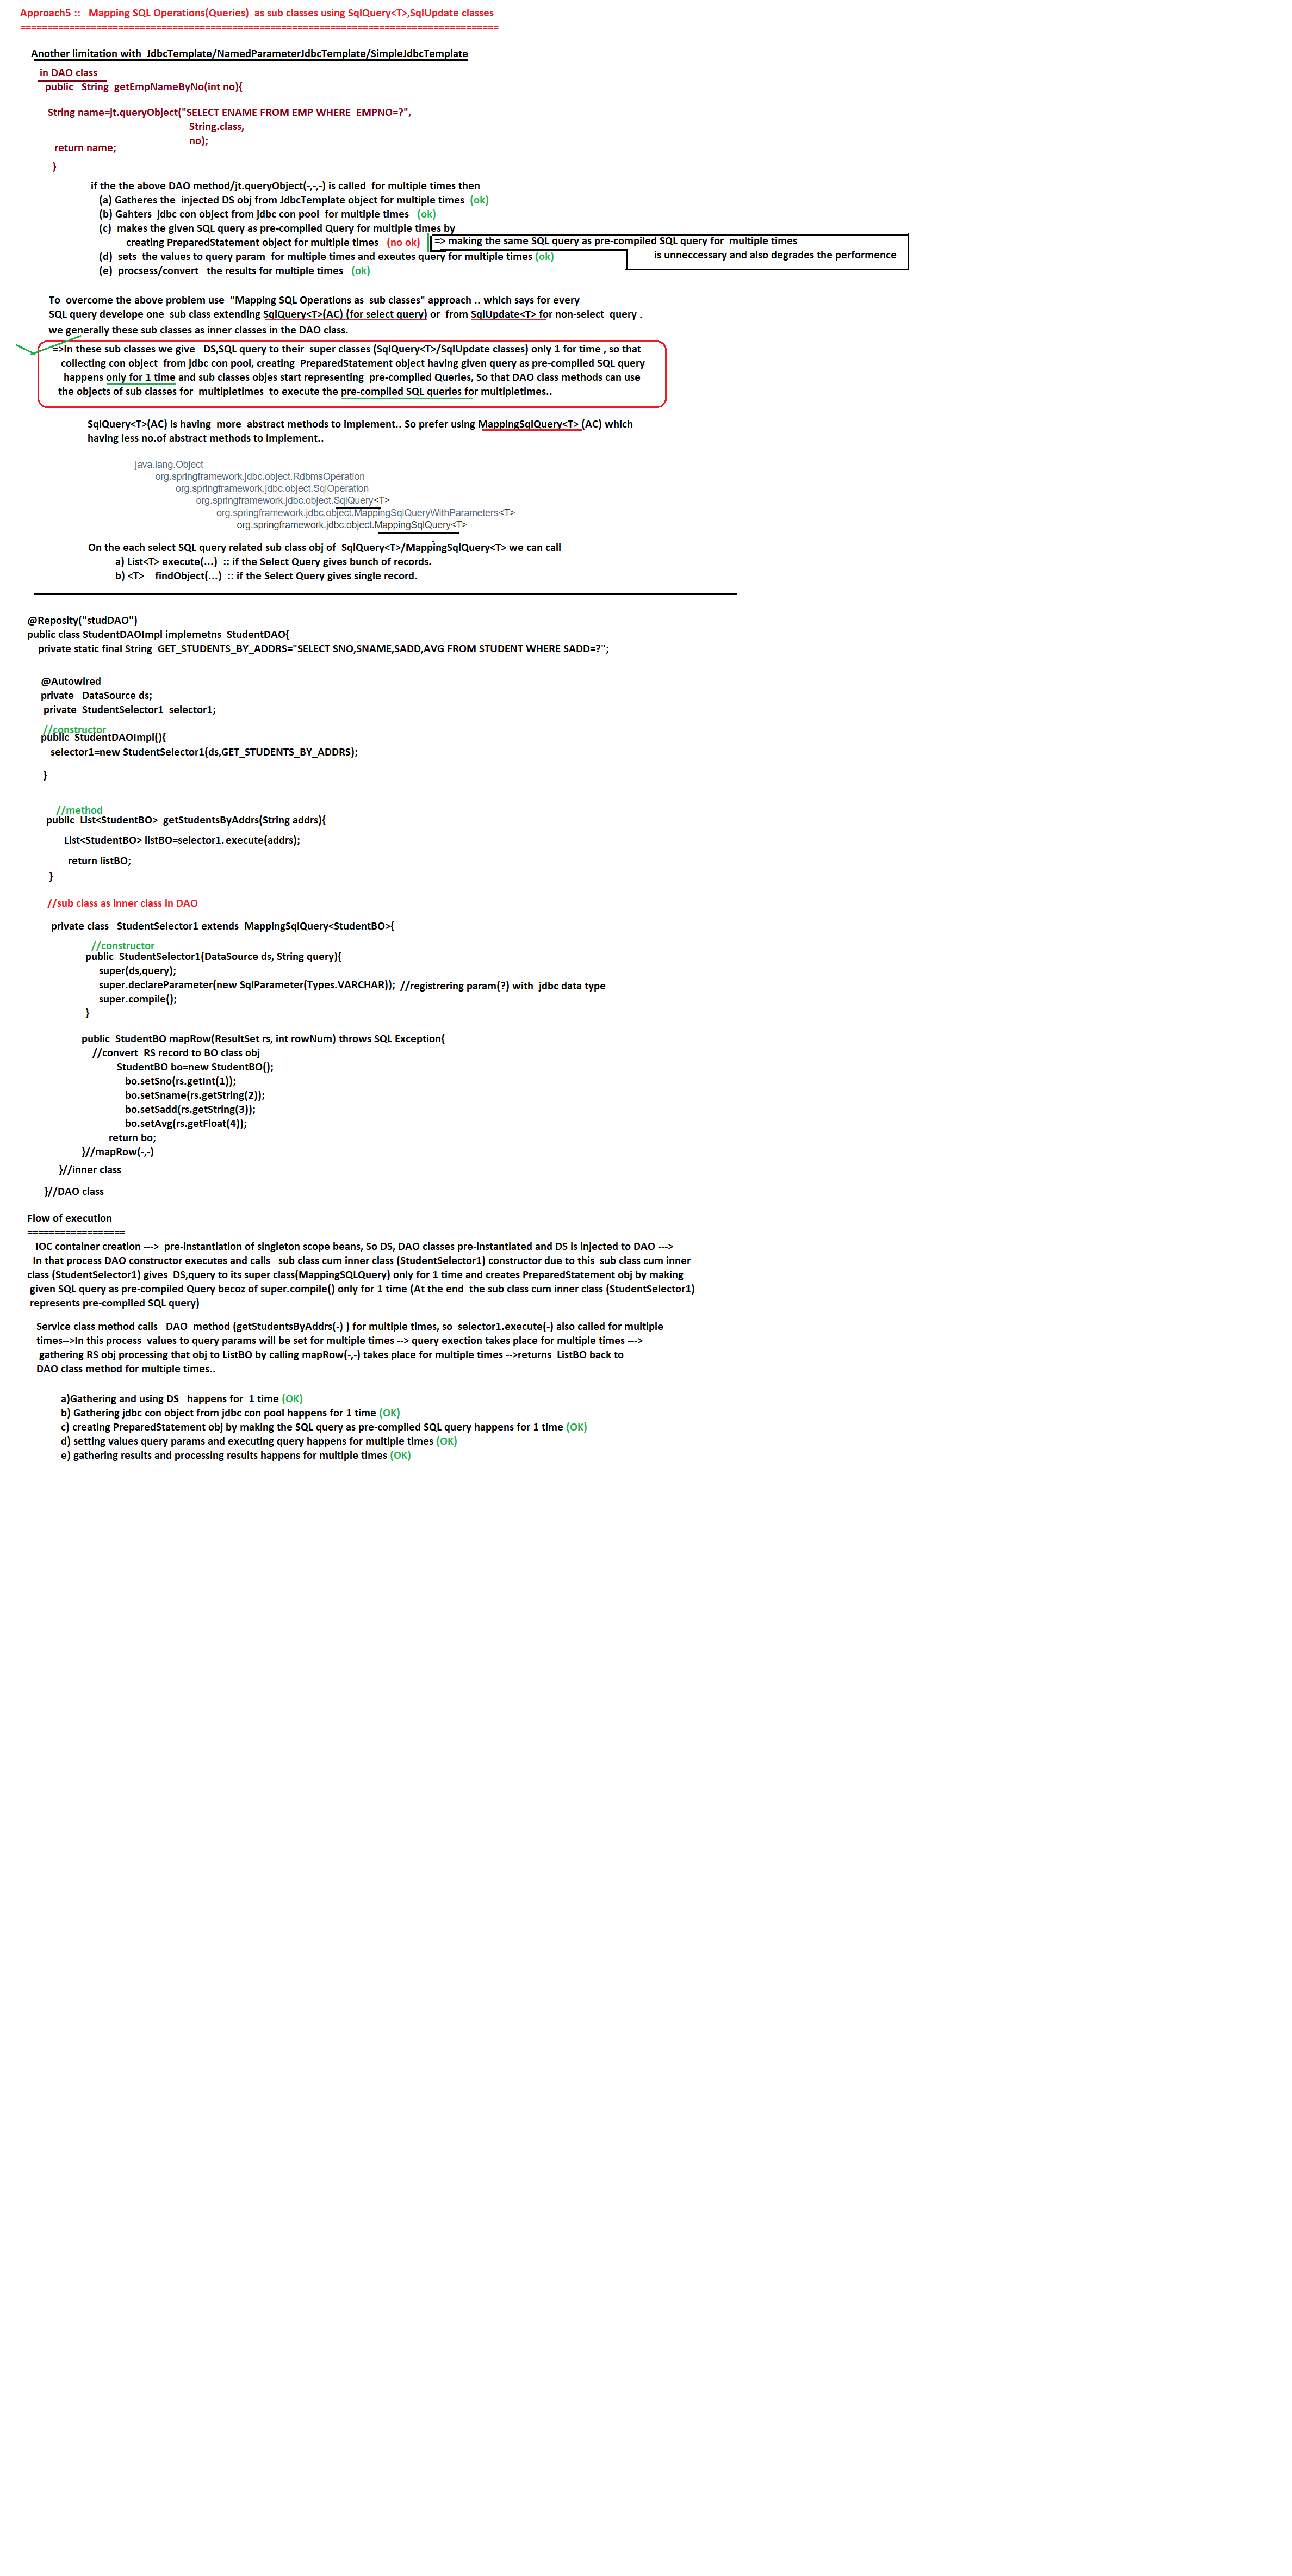 Approach5 :: Mapping SQL Operations(Queries) as sub classes using SqlQuery<T>,SqlUpdate classes
=========================================================================================
Another limitation with JdbcTemplate/NamedParameterJdbcTemplate/SimpleJdbcTemplate
in DAO class
public String getEmpNameByNo(int no){
String name=jt.queryObject("SELECT ENAME FROM EMP WHERE EMPNO=?",
String.class,
no);
return name;
}
if the the above DAO method/jt.queryObject(-,-,-) is called for multiple times then
(a) Gatheres the injected DS obj from JdbcTemplate object for multiple times (ok)
(b) Gahters jdbc con object from jdbc con pool for multiple times (ok)
(c) makes the given SQL query as pre-compiled Query for multiple times by
creating PreparedStatement object for multiple times (no ok) => making the same SQL query as pre-compiled SQL query for multiple times
is unneccessary and also degrades the performence
(d) sets the values to query param for multiple times and exeutes query for multiple times (ok)
(e) procsess/convert the results for multiple times (ok)
To overcome the above problem use "Mapping SQL Operations as sub classes" approach .. which says for every
SQL query develope one sub class extending SqlQuery<T>(AC) (for select query) or from SqlUpdate<T> for non-select query .
we generally these sub classes as inner classes in the DAO class.
=>In these sub classes we give DS,SQL query to their super classes (SqlQuery<T>/SqlUpdate classes) only 1 for time , so that
collecting con object from jdbc con pool, creating PreparedStatement object having given query as pre-compiled SQL query
happens only for 1 time and sub classes objes start representing pre-compiled Queries, So that DAO class methods can use
the objects of sub classes for multipletimes to execute the pre-compiled SQL queries for multipletimes..
SqlQuery<T>(AC) is having more abstract methods to implement.. So prefer using MappingSqlQuery<T> (AC) which
having less no.of abstract methods to implement..
java.lang.Object
org.springframework.jdbc.object.RdbmsOperation
org.springframework.jdbc.object.SqlOperation
org.springframework.jdbc.object.SqlQuery<T>
org.springframework.jdbc.object.MappingSqlQueryWithParameters<T>
org.springframework.jdbc.object.MappingSqlQuery<T>
On the each select SQL query related sub class obj of SqlQuery<T>/MappingSqlQuery<T> we can call
a) List<T> execute(...) :: if the Select Query gives bunch of records.
b) <T> findObject(...) :: if the Select Query gives single record.
@Reposity("studDAO")
public class StudentDAOImpl implemetns StudentDAO{
private static final String GET_STUDENTS_BY_ADDRS="SELECT SNO,SNAME,SADD,AVG FROM STUDENT WHERE SADD=?";
@Autowired
private DataSource ds;
private StudentSelector1 selector1;
//constructor
public StudentDAOImpl(){
selector1=new StudentSelector1(ds,GET_STUDENTS_BY_ADDRS);
}
//method
public List<StudentBO> getStudentsByAddrs(String addrs){
List<StudentBO> listBO=selector1.execute(addrs);
return listBO;
}
//sub class as inner class in DAO
private class StudentSelector1 extends MappingSqlQuery<StudentBO>{
//constructor
public StudentSelector1(DataSource ds, String query){
super(ds,query);
super.declareParameter(new SqlParameter(Types.VARCHAR)); //registrering param(?) with jdbc data type
super.compile();
}
public StudentBO mapRow(ResultSet rs, int rowNum) throws SQL Exception{
//convert RS record to BO class obj
StudentBO bo=new StudentBO();
bo.setSno(rs.getInt(1));
bo.setSname(rs.getString(2));
bo.setSadd(rs.getString(3));
bo.setAvg(rs.getFloat(4));
return bo;
}//mapRow(-,-)
}//inner class
}//DAO class
Flow of execution
==================
IOC container creation ---> pre-instantiation of singleton scope beans, So DS, DAO classes pre-instantiated and DS is injected to DAO --->
In that process DAO constructor executes and calls sub class cum inner class (StudentSelector1) constructor due to this sub class cum inner
class (StudentSelector1) gives DS,query to its super class(MappingSQLQuery) only for 1 time and creates PreparedStatement obj by making
given SQL query as pre-compiled Query becoz of super.compile() only for 1 time (At the end the sub class cum inner class (StudentSelector1)
represents pre-compiled SQL query)
Service class method calls DAO method (getStudentsByAddrs(-) ) for multiple times, so selector1.execute(-) also called for multiple
times-->In this process values to query params will be set for multiple times --> query exection takes place for multiple times --->
gathering RS obj processing that obj to ListBO by calling mapRow(-,-) takes place for multiple times -->returns ListBO back to
DAO class method for multiple times..
a)Gathering and using DS happens for 1 time (OK)
b) Gathering jdbc con object from jdbc con pool happens for 1 time (OK)
c) creating PreparedStatement obj by making the SQL query as pre-compiled SQL query happens for 1 time (OK)
d) setting values query params and executing query happens for multiple times (OK)
e) gathering results and processing results happens for multiple times (OK)